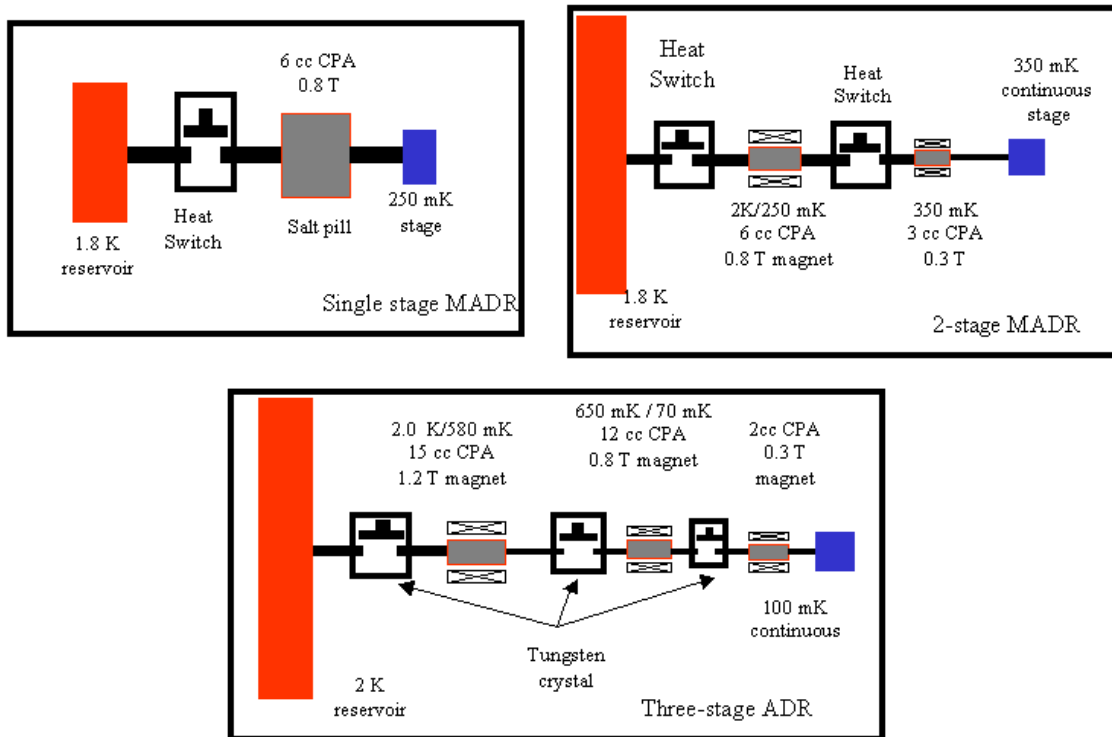 6 cc CPA
0.8 T
Heat
Switch
Salt pill
250 mK
stage
1.8 K
reservoir
Single stage MADR
Heat
Switch
Heat
Switch
350 mK
continuous
stage
2K/250 mK
6 cc CPA
0.8 T magnet
350 mK
3 cc CPA
0.3 T
1.8 K
reservoir
2-stage MADR
2.0 K/580 mK
15 cc CPA
1.2 T magnet
650 mK / 70 mK
12 cc CPA
0.8 T magnet
2cc CPA
0.3 T
magnet
100 mK
continuous
Tungsten
crystal
2 K
reservoir
Three-stage ADR